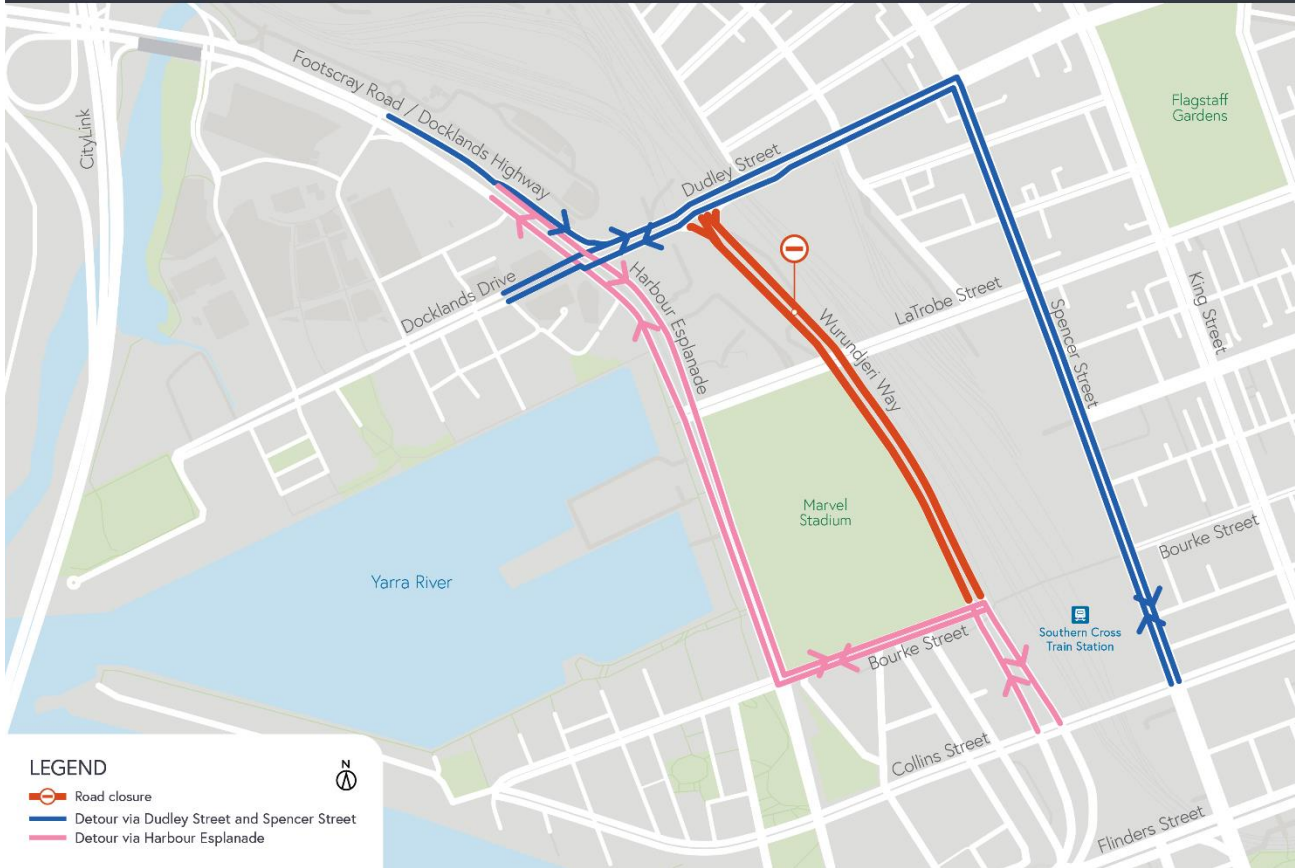 CityLink
Footscray Road / Docklands Highway
Flagstaff
Gardens
Dudley Street
Docklands Drive
Harbour Esplanade
Wurundjeri Way
LaTrobe Street
Spencer Street
King Street
Marvel
Stadium
Yarra River
Bourke Street
Southern Cross
Train Station
Bourke Street
Collins Street
Flinders Street
LEGEND
N
Road closure
Detour via Dudley Street and Spencer Street
Detour via Harbour Esplanade